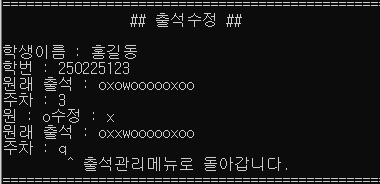 ## 출석수정 ##
학생이름 : 홍길동
학번 : 250225123
원래 출석 : oxowoooooxoo
주차 : 3
원 : o수정 : x
원래 출석 : oxxwoooooxoo
주차 : q
^ 출석관리메뉴로 돌아갑니다.